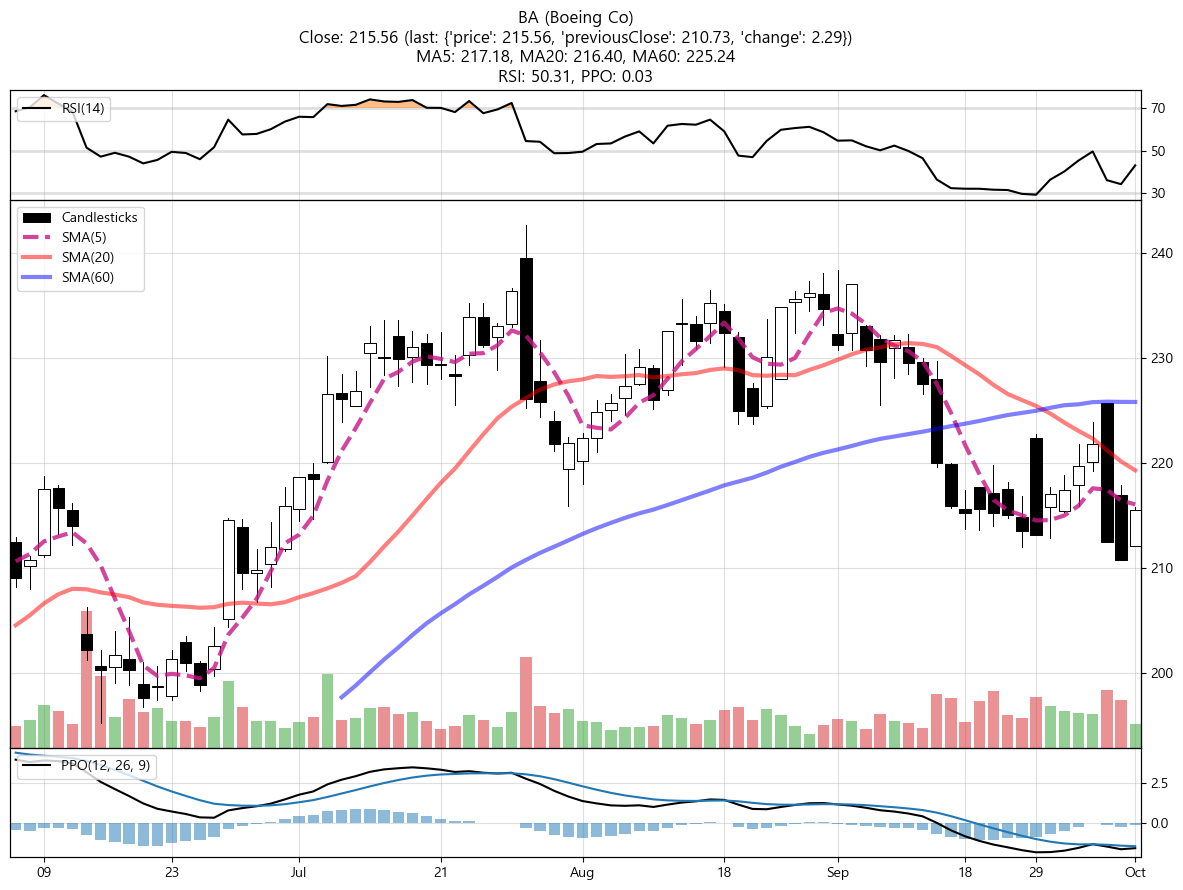 BA (Boeing Co)
Close: 215.56 (last: {'price': 215.56, 'previousClose': 210.73, 'change': 2.29})
MA5: 217.18, MA20: 216.40, MA60: 225.24
RSI: 50.31, PPO: 0.03
RSI(14)
70
50
30
Candlesticks
SMA(5)
SMA(20)
SMA(60)
240
230
220
210
200
PPO(12, 26, 9)
2.5
0.0
09 23 Jul 21 Aug 18 Sep 18 29 Oct